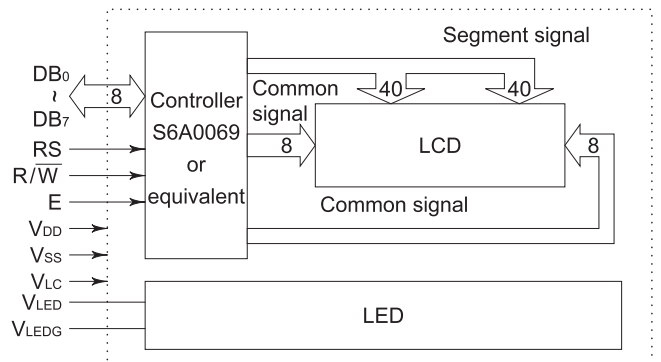 Segment signal
DB0
~
DB7
8
Controller
S6A0069
or
equivalent
Common
signal
8
40
40
LCD
8
Common signal
RS
R/W̅
E
VDD
VSS
VLC
VLED
VLEDG
LED